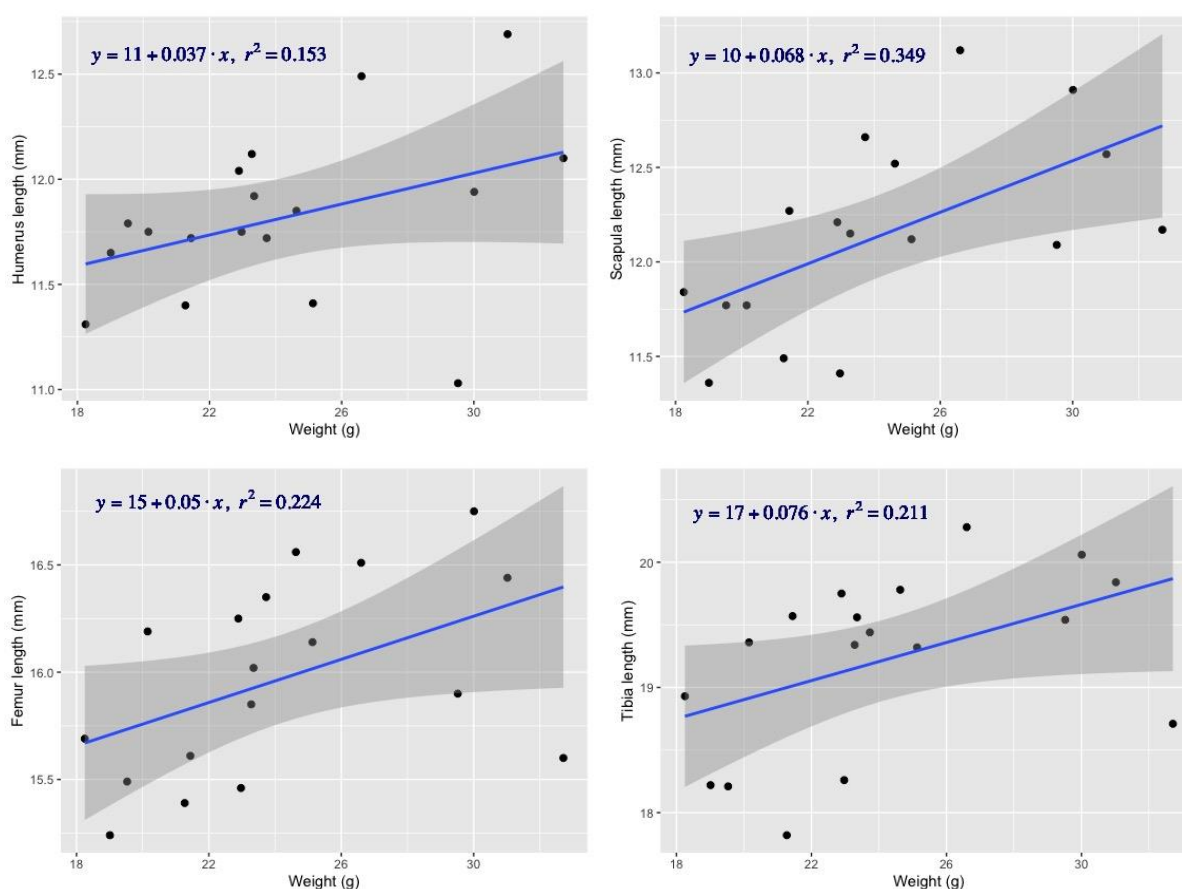 y = 11 + 0.037 · x, r² = 0.153
12.5
12.0
11.5
11.0
Humerus length (mm)
18
22
26
30
Weight (g)
y = 10 + 0.068 · x, r² = 0.349
13.0
12.5
12.0
11.5
Scapula length (mm)
18
22
26
30
Weight (g)
y = 15 + 0.05 · x, r² = 0.224
16.5
16.0
15.5
Femur length (mm)
18
22
26
30
Weight (g)
y = 17 + 0.076 · x, r² = 0.211
20
19
18
Tibia length (mm)
18
22
26
30
Weight (g)